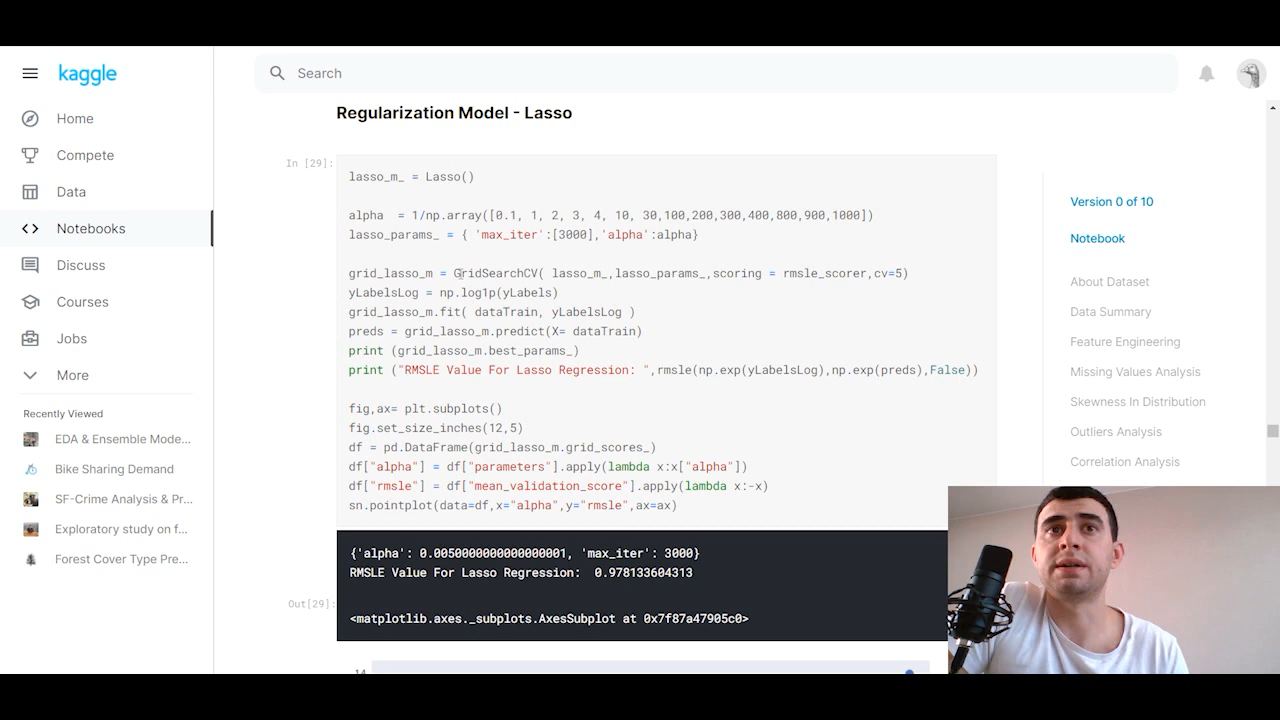 kaggle
Search
Home
Compete
Data
Notebooks
Discuss
Courses
Jobs
More
Recently Viewed
EDA & Ensemble Mode...
Bike Sharing Demand
SF-Crime Analysis & Pr...
Exploratory study on f...
Forest Cover Type Pre...
Regularization Model - Lasso
In [29]:
lasso_m_ = Lasso()
alpha  = 1/np.array([0.1, 1, 2, 3, 4, 10, 30,100,200,300,400,800,900,1000])
lasso_params_ = { 'max_iter':[3000],'alpha':alpha}
grid_lasso_m = GridSearchCV( lasso_m_,lasso_params_,scoring = rmsle_scorer,cv=5)
yLabelsLog = np.log1p(yLabels)
grid_lasso_m.fit( dataTrain, yLabelsLog )
preds = grid_lasso_m.predict(X= dataTrain)
print (grid_lasso_m.best_params_)
print ("RMSLE Value For Lasso Regression: ",rmsle(np.exp(yLabelsLog),np.exp(preds),False))
fig,ax= plt.subplots()
fig.set_size_inches(12,5)
df = pd.DataFrame(grid_lasso_m.grid_scores_)
df["alpha"] = df["parameters"].apply(lambda x:x["alpha"])
df["rmsle"] = df["mean_validation_score"].apply(lambda x:-x)
sn.pointplot(data=df,x="alpha",y="rmsle",ax=ax)
{'alpha': 0.0050000000000000001, 'max_iter': 3000}
RMSLE Value For Lasso Regression:  0.978133604313
Out[29]:
<matplotlib.axes._subplots.AxesSubplot at 0x7f87a47905c0>
14
Version 0 of 10
Notebook
About Dataset
Data Summary
Feature Engineering
Missing Values Analysis
Skewness In Distribution
Outliers Analysis
Correlation Analysis